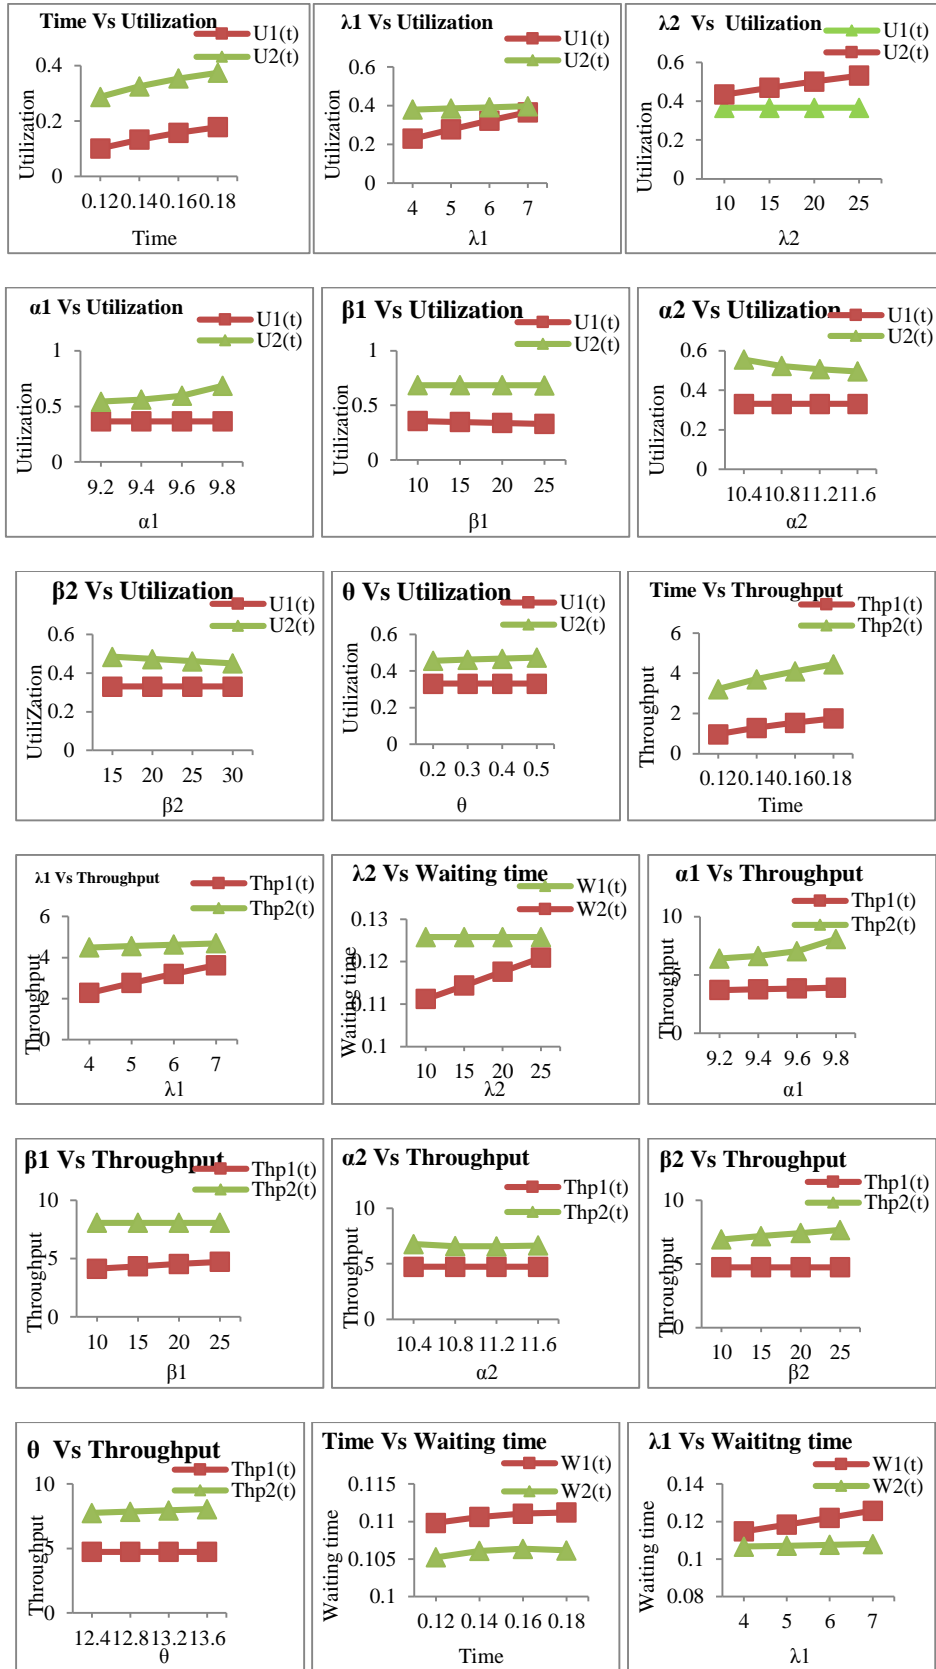 Time Vs Utilization
U1(t)
U2(t)
0.4
0.2
0
Utilization
0.12 0.14 0.16 0.18
Time
λ1 Vs Utilization
U1(t)
U2(t)
0.6
0.4
0.2
0
Utilization
4 5 6 7
λ1
λ2 Vs Utilization
U1(t)
U2(t)
0.6
0.4
0.2
0
Utilization
10 15 20 25
λ2
α1 Vs Utilization
U1(t)
U2(t)
1
0.5
0
Utilization
9.2 9.4 9.6 9.8
α1
β1 Vs Utilization
U1(t)
U2(t)
1
0.5
0
Utilization
10 15 20 25
β1
α2 Vs Utilization
U1(t)
U2(t)
0.6
0.4
0.2
0
Utilization
10.4 10.8 11.2 11.6
α2
β2 Vs Utilization
U1(t)
U2(t)
0.6
0.4
0.2
0
UtiliZation
15 20 25 30
β2
θ Vs Utilization
U1(t)
U2(t)
0.6
0.4
0.2
0
Utilization
0.2 0.3 0.4 0.5
θ
Time Vs Throughput
Thp1(t)
Thp2(t)
6
4
2
0
Throughput
0.12 0.14 0.16 0.18
Time
λ1 Vs Throughput
Thp1(t)
Thp2(t)
6
4
2
0
Throughput
4 5 6 7
λ1
λ2 Vs Waiting time
W1(t)
W2(t)
0.13
0.12
0.11
0.1
Waiting time
10 15 20 25
λ2
α1 Vs Throughput
Thp1(t)
Thp2(t)
10
5
0
Throughput
9.2 9.4 9.6 9.8
α1
β1 Vs Throughput
Thp1(t)
Thp2(t)
10
5
0
Throughput
10 15 20 25
β1
α2 Vs Throughput
Thp1(t)
Thp2(t)
10
5
0
Throughput
10.4 10.8 11.2 11.6
α2
β2 Vs Throughput
Thp1(t)
Thp2(t)
10
5
0
Throughput
10 15 20 25
β2
θ Vs Throughput
Thp1(t)
Thp2(t)
10
5
0
Throughput
12.4 12.8 13.2 13.6
θ
Time Vs Waiting time
W1(t)
W2(t)
0.115
0.11
0.105
0.1
Waiting time
0.12 0.14 0.16 0.18
Time
λ1 Vs Waititng time
W1(t)
W2(t)
0.14
0.12
0.1
0.08
Waiting time
4 5 6 7
λ1